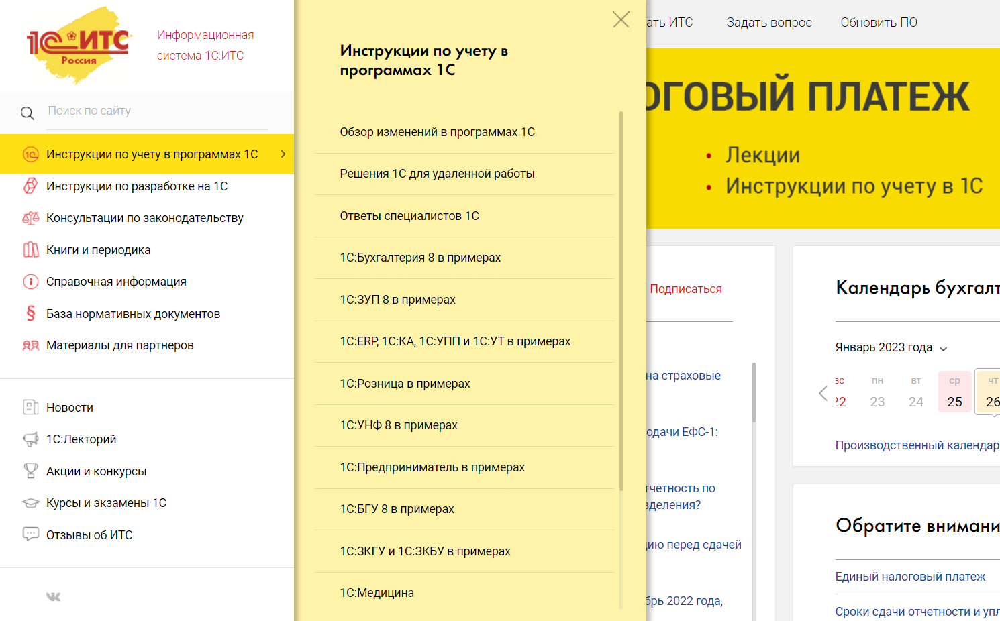 1С ИТС
Россия
Информационная
система 1С:ИТС
Поиск по сайту
Инструкции по учету в программах 1С
Инструкции по разработке на 1С
Консультации по законодательству
Книги и периодика
Справочная информация
База нормативных документов
Материалы для партнеров
Новости
1С:Лекторий
Акции и конкурсы
Курсы и экзамены 1С
Отзывы об ИТС
Инструкции по учету в
программах 1С
Обзор изменений в программах 1С
Решения 1С для удаленной работы
Ответы специалистов 1С
1С:Бухгалтерия 8 в примерах
1С:ЗУП 8 в примерах
1С:ERP, 1С:КА, 1С:УПП и 1С:УТ в примерах
1С:Розница в примерах
1С:УНФ 8 в примерах
1С:Предприниматель в примерах
1С:БГУ 8 в примерах
1С:ЗКГУ и 1С:ЗКБУ в примерах
1С:Медицина
ать ИТС
Задать вопрос
Обновить ПО
ОГОВЫЙ ПЛАТЕЖ
• Лекции
• Инструкции по учету в 1С
Подписаться
на страховые
одачи ЕФС-1:
тчетность по
зделения?
цию перед сдачей
брь 2022 года,
Календарь бухгалт
Январь 2023 года
вс пн вт ср чт
22 23 24 25 26
Производственный календар
Обратите внимани
Единый налоговый платеж
Сроки сдачи отчетности и упл